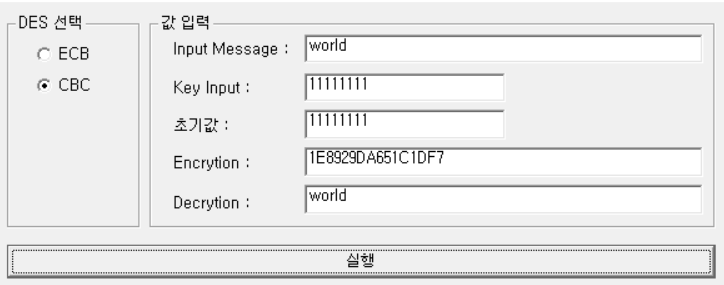 DES 선택
ECB
CBC
값 입력
Input Message : world
Key Input : 11111111
초기값 : 11111111
Encrytion : 1E8929DA651C1DF7
Decrytion : world
실행